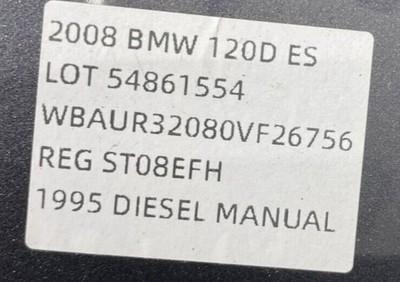 2008 BMW 120D ES
LOT 54861554
WBAUR32080VF26756
REG ST08EFH
1995 DIESEL MANUAL